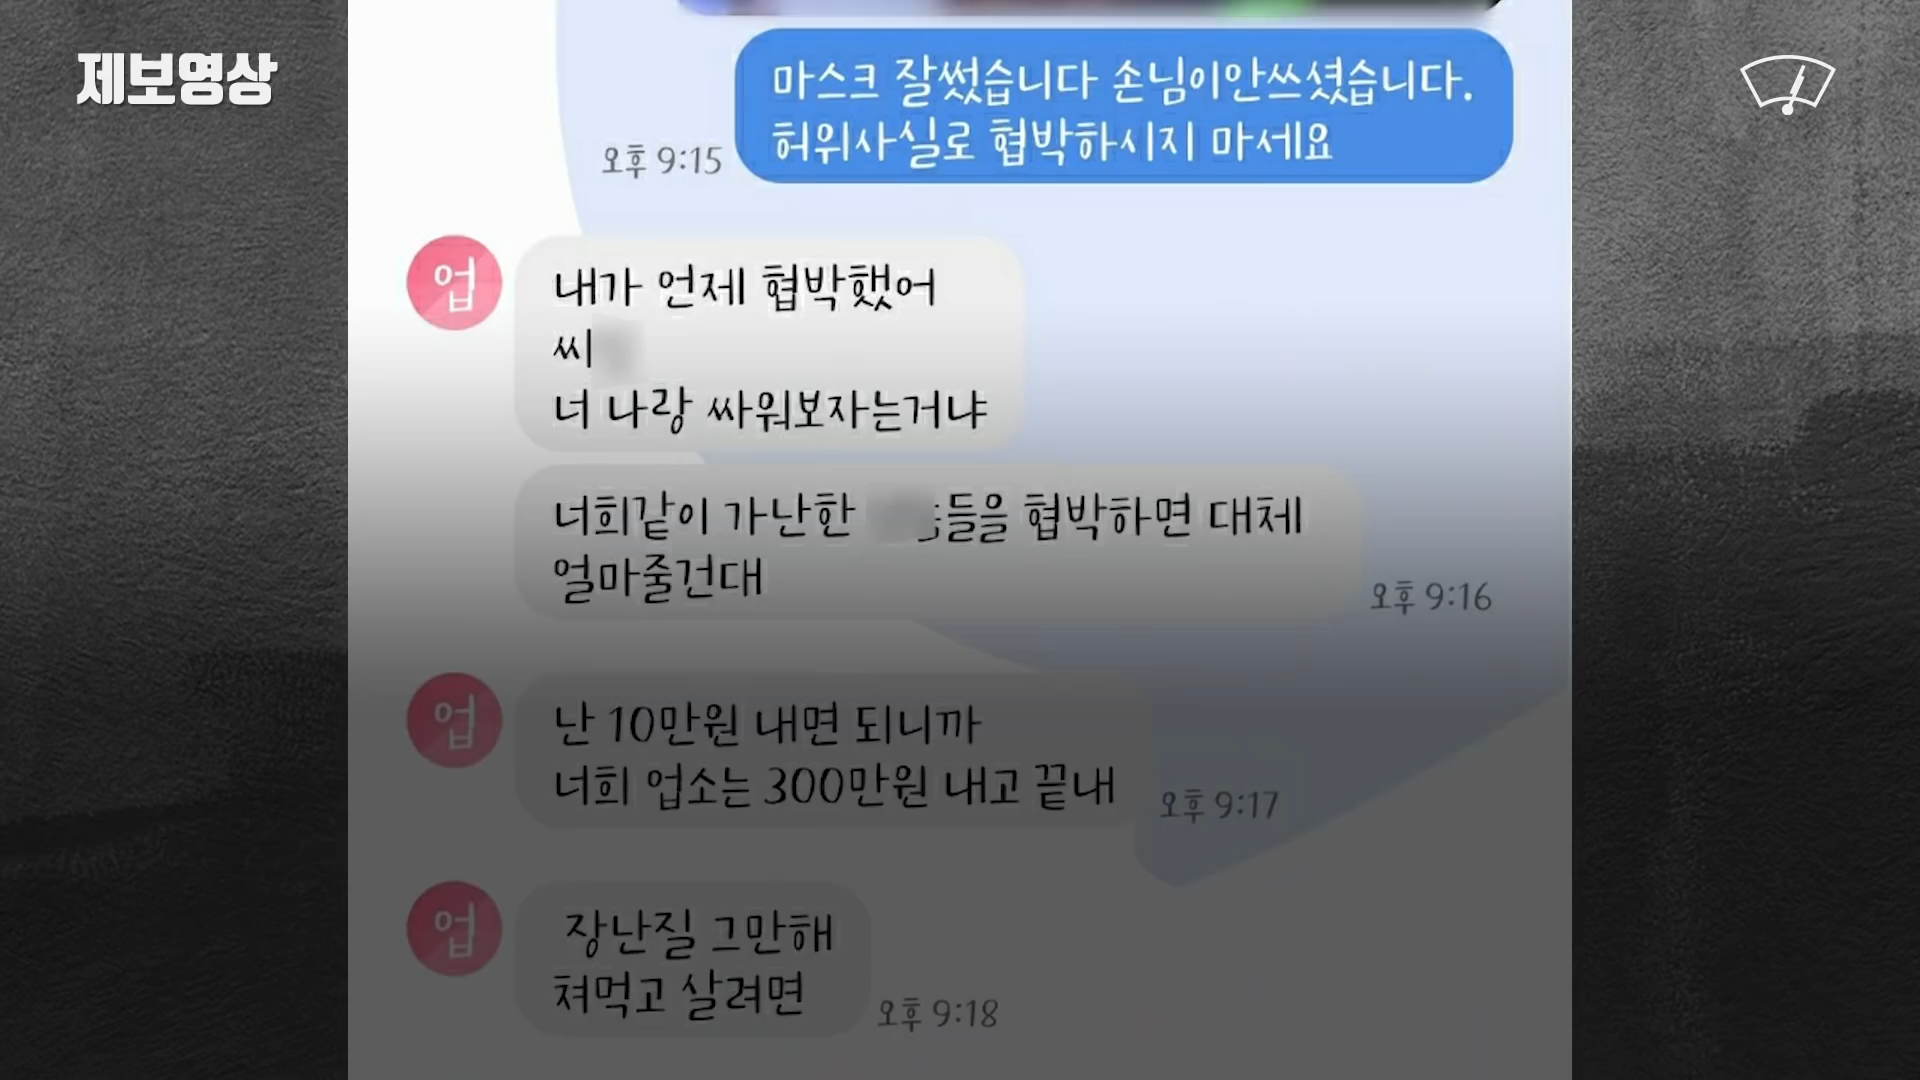 제보영상
마스크 잘썼습니다 손님이안쓰셨습니다.
허위사실로 협박하시지 마세요
오후 9:15
업
내가 언제 협박했어
씨
너 나랑 싸워보자는거냐
너희같이 가난한 들을 협박하면 대체
얼마줄건대
오후 9:16
업
난 10만원 내면 되니까
너희 업소는 300만원 내고 끝내
오후 9:17
업
장난질 그만해
쳐먹고 살려면
오후 9:18